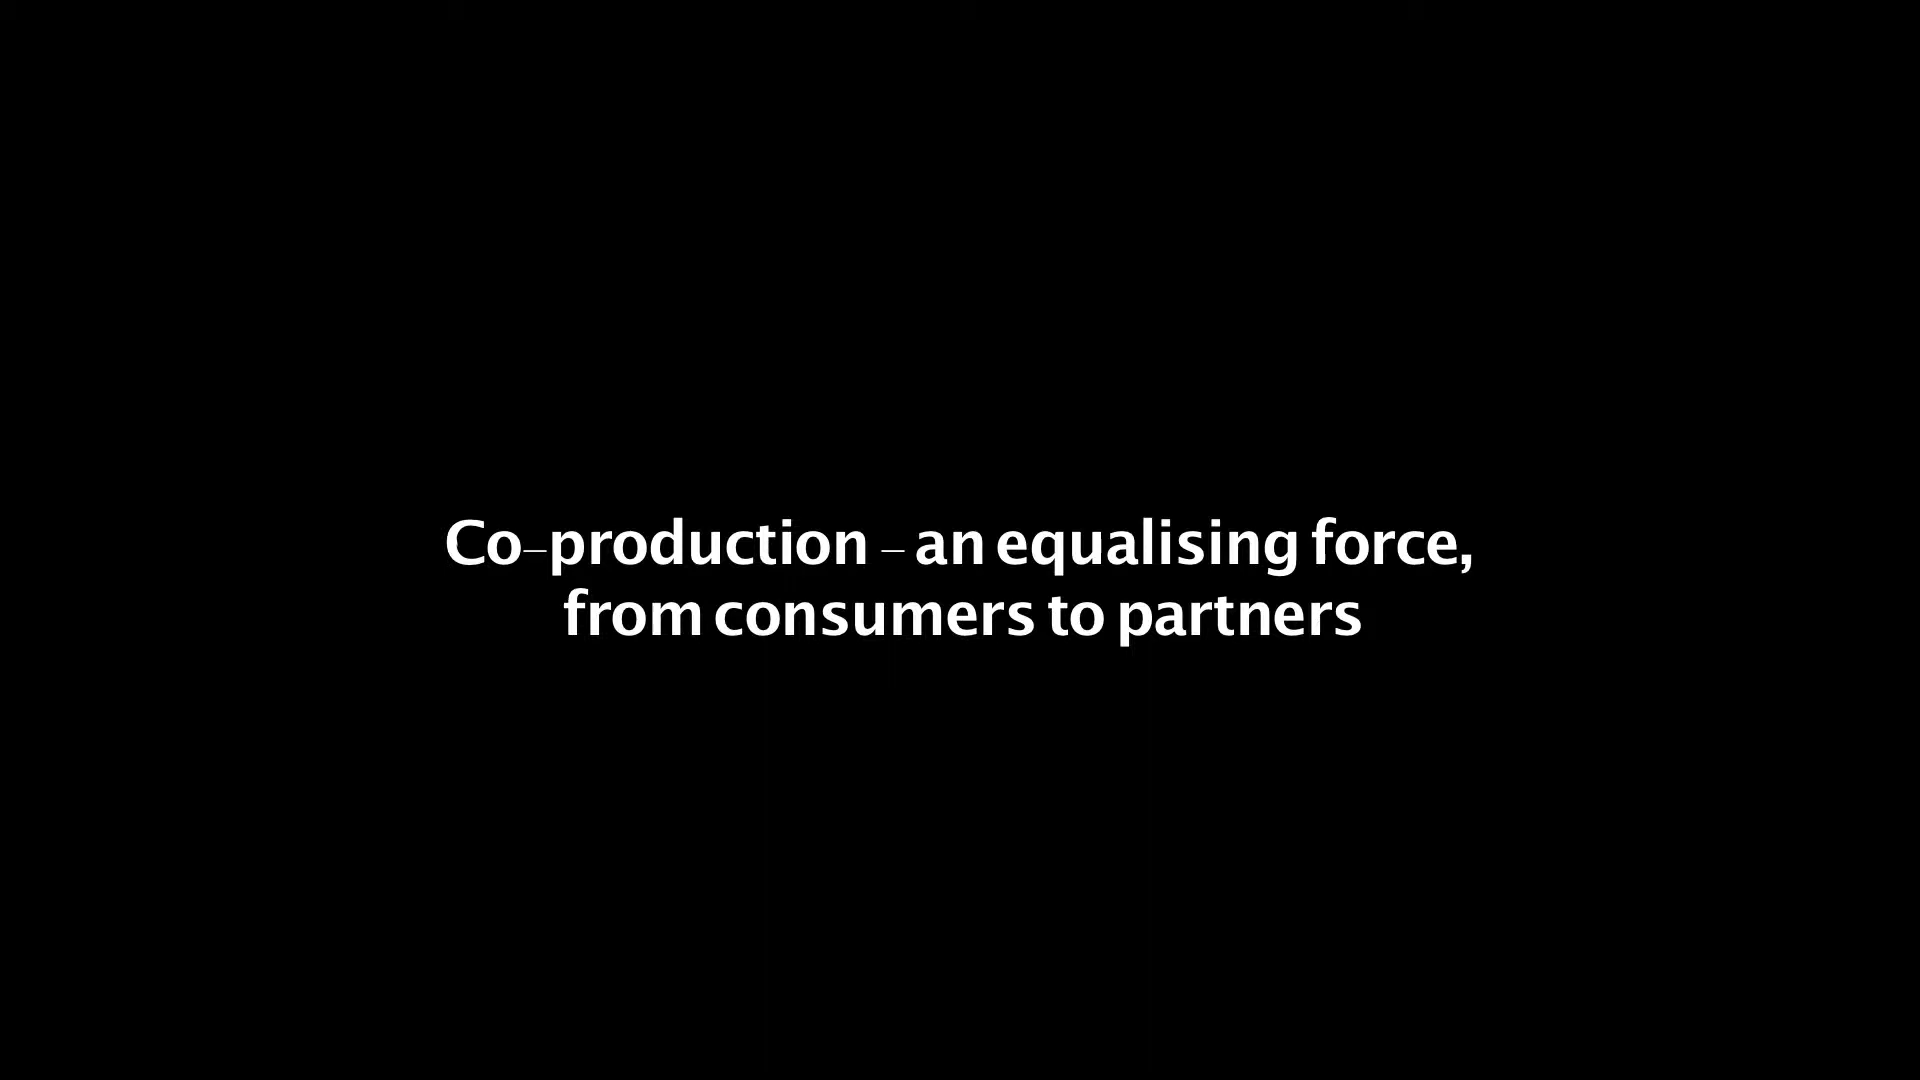 Co–production – an equalising force,
from consumers to partners